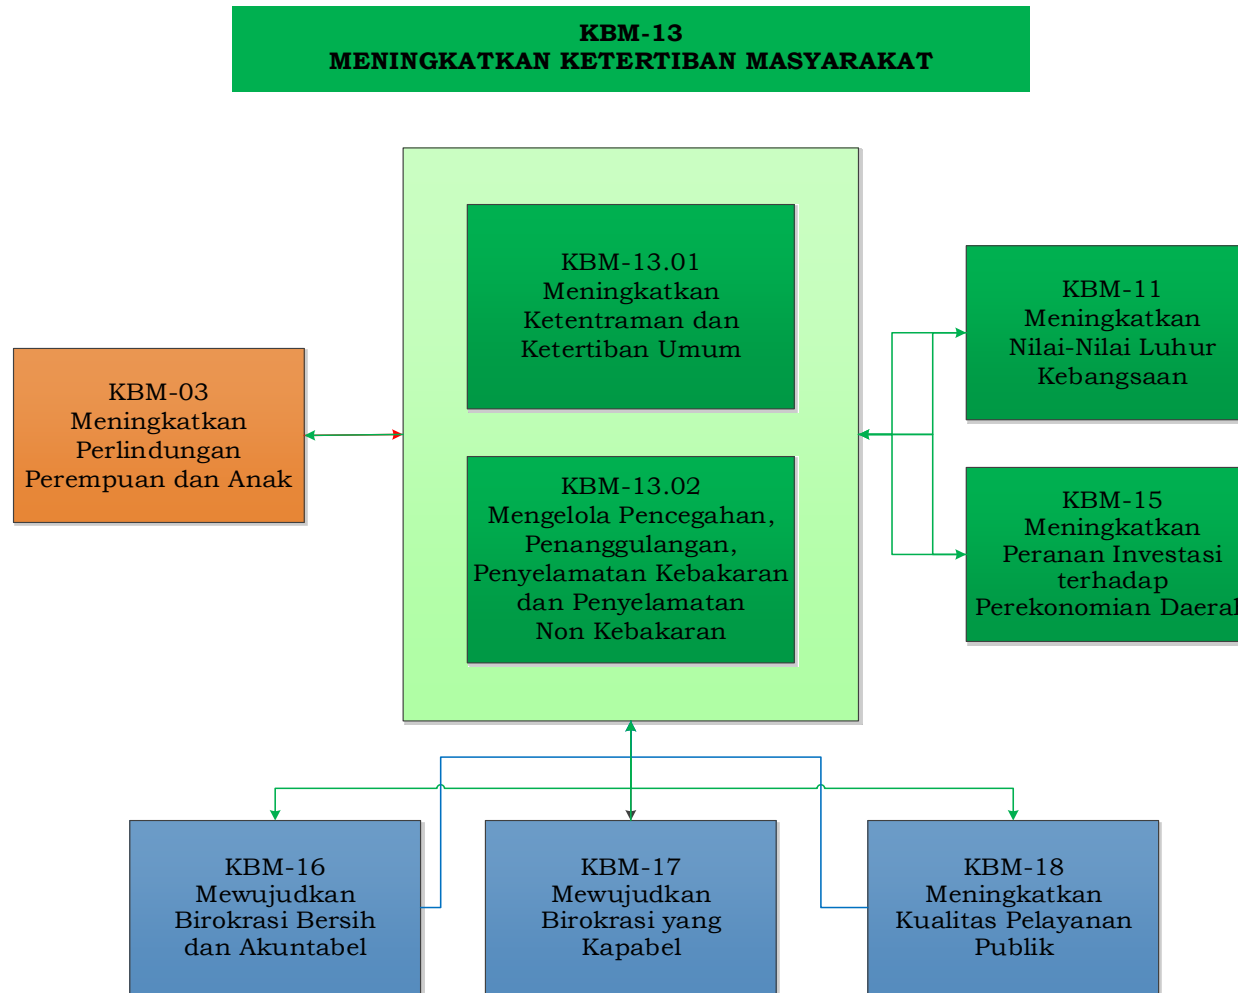 KBM-13
MENINGKATKAN KETERTIBAN MASYARAKAT
KBM-13.01
Meningkatkan
Ketentraman dan
Ketertiban Umum
KBM-11
Meningkatkan
Nilai-Nilai Luhur
Kebangsaan
KBM-03
Meningkatkan
Perlindungan
Perempuan dan Anak
KBM-13.02
Mengelola Pencegahan,
Penanggulangan,
Penyelamatan Kebakaran
dan Penyelamatan
Non Kebakaran
KBM-15
Meningkatkan
Peranan Investasi
terhadap
Perekonomian
KBM-16
Mewujudkan
Birokrasi Bersih
dan Akuntabel
KBM-17
Mewujudkan
Birokrasi yang
Kapabel
KBM-18
Meningkatkan
Kualitas Pelayanan
Publik